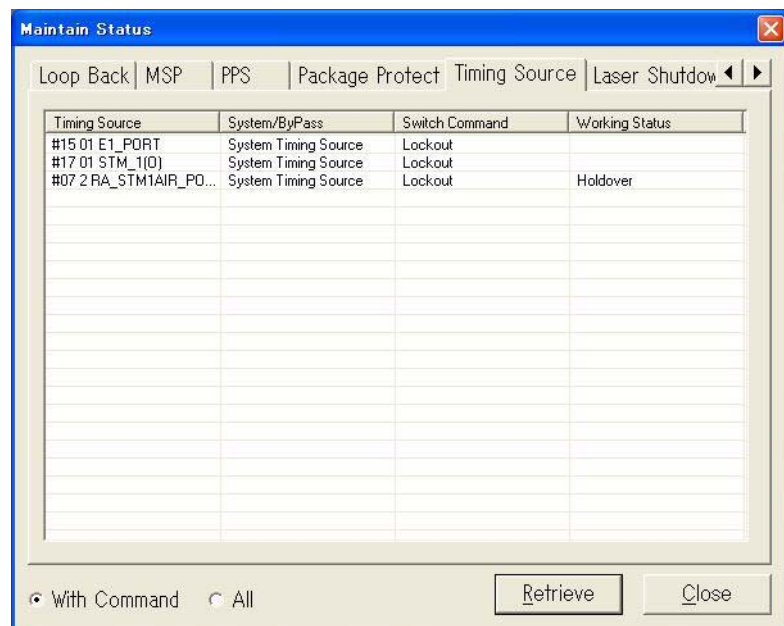 Maintain Status
Loop Back MSP PPS Package Protect Timing Source Laser Shutdow
Timing Source System/ByPass Switch Command Working Status
#15 01 E1_PORT System Timing Source Lockout
#17 01 STM_1(O) System Timing Source Lockout
#07 2 RA_STM1AIR_PO... System Timing Source Lockout Holdover
With Command All Retrieve Close